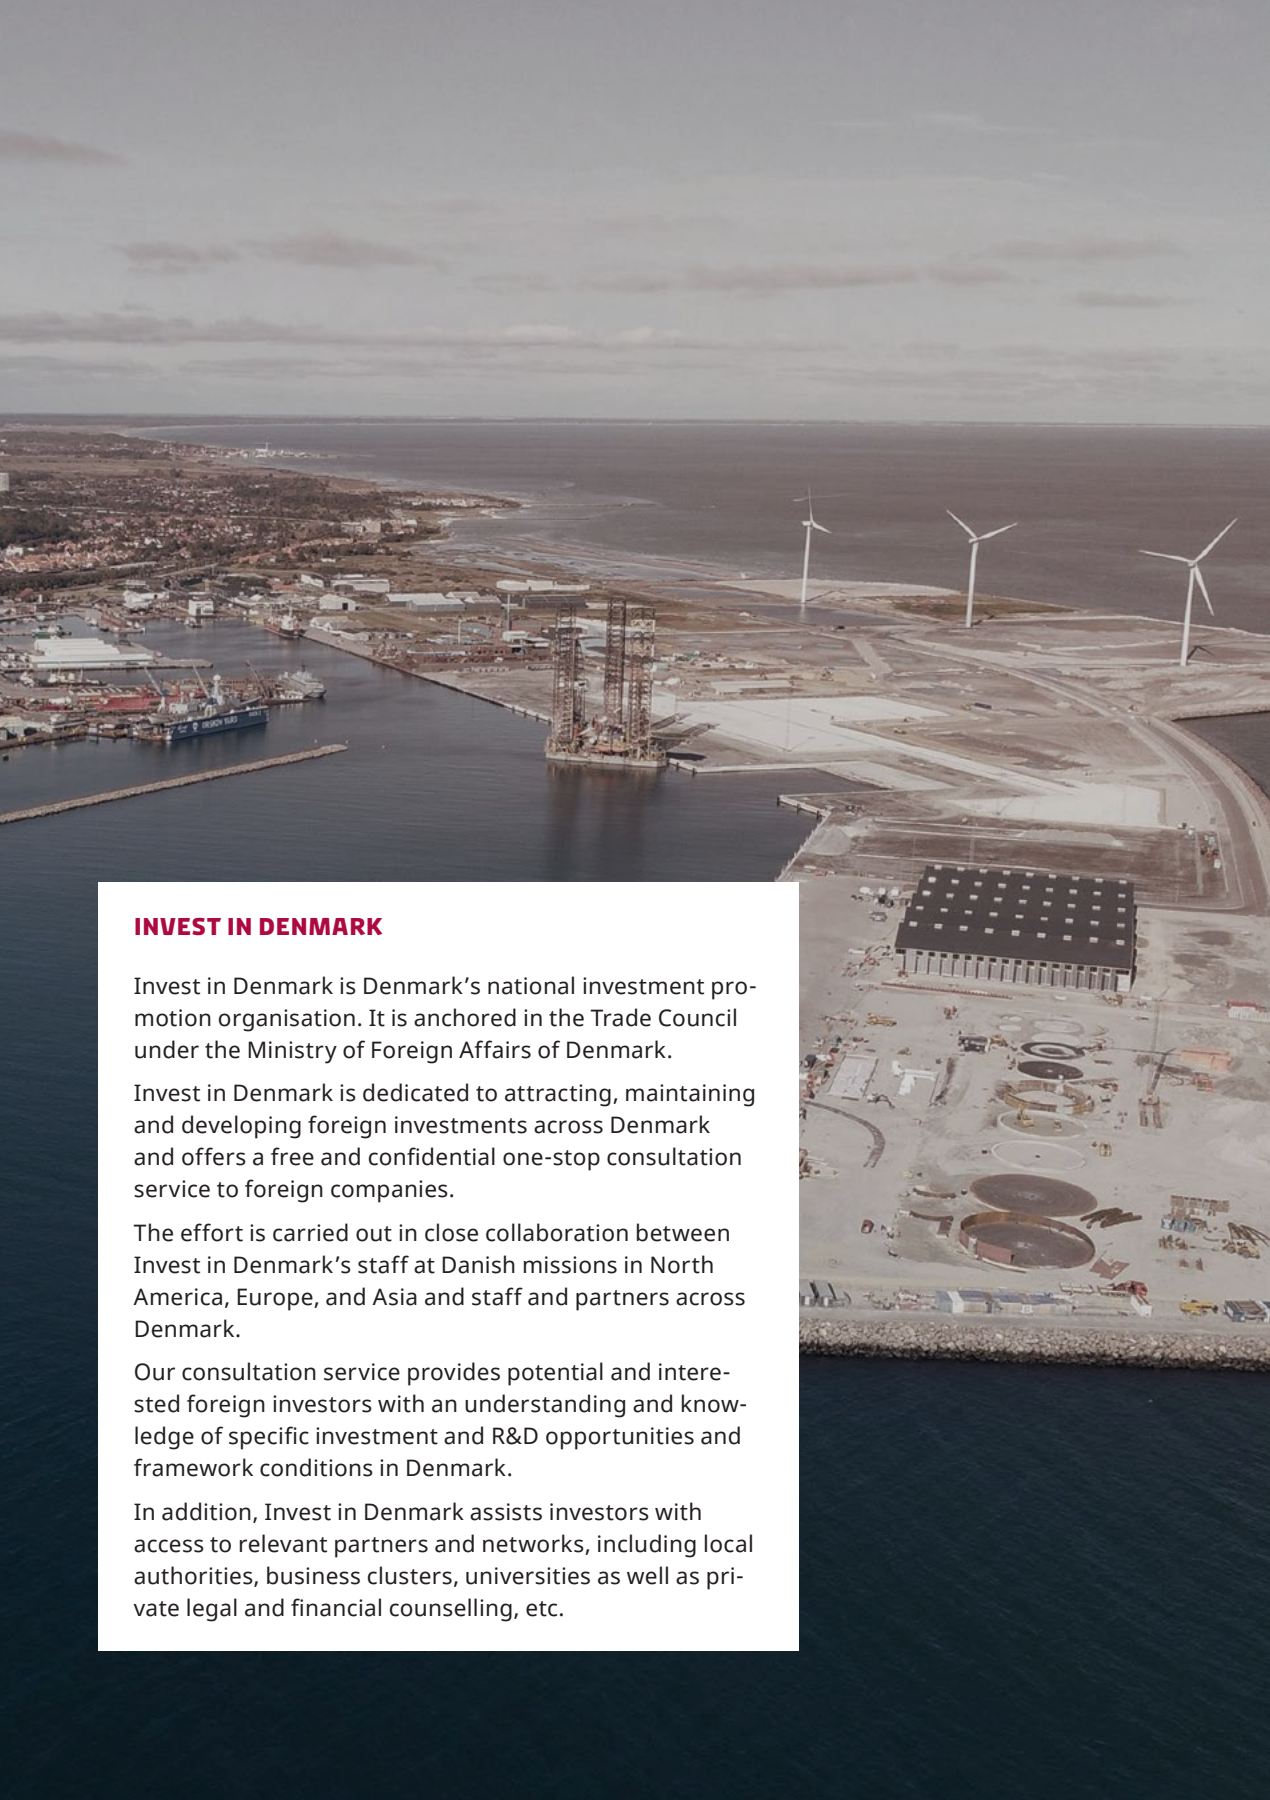 ORSKOV YARD
INVEST IN DENMARK
Invest in Denmark is Denmark’s national investment pro-
motion organisation. It is anchored in the Trade Council
under the Ministry of Foreign Affairs of Denmark.
Invest in Denmark is dedicated to attracting, maintaining
and developing foreign investments across Denmark
and offers a free and confidential one-stop consultation
service to foreign companies.
The effort is carried out in close collaboration between
Invest in Denmark’s staff at Danish missions in North
America, Europe, and Asia and staff and partners across
Denmark.
Our consultation service provides potential and intere-
sted foreign investors with an understanding and know-
ledge of specific investment and R&D opportunities and
framework conditions in Denmark.
In addition, Invest in Denmark assists investors with
access to relevant partners and networks, including local
authorities, business clusters, universities as well as pri-
vate legal and financial counselling, etc.